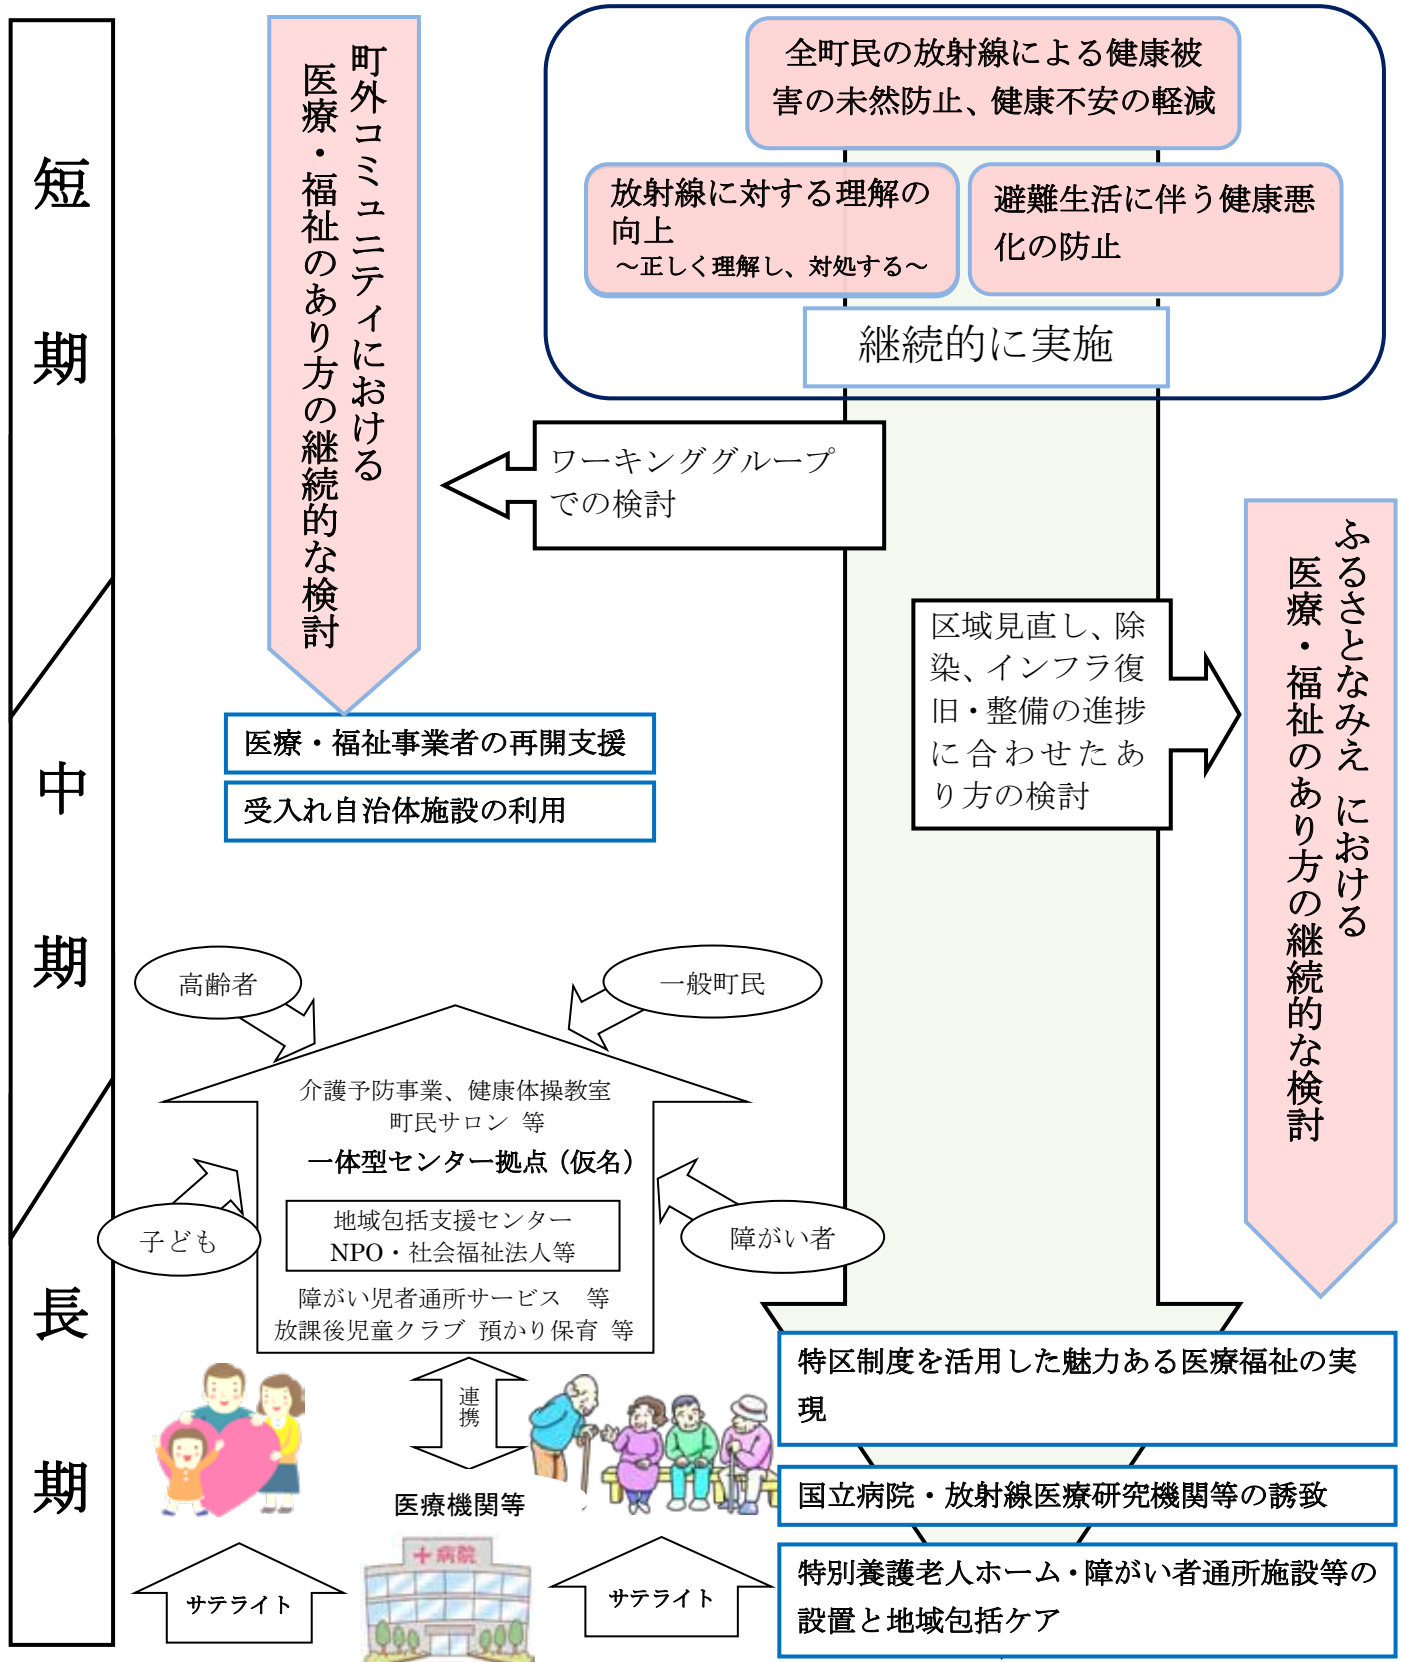 短期
中期
長期
町外コミュニティにおける
医療・福祉のあり方の継続的な検討
全町民の放射線による健康被
害の未然防止、健康不安の軽減
放射線に対する理解の
向上
～正しく理解し、対処する～
避難生活に伴う健康悪
化の防止
継続的に実施
ワーキンググループ
での検討
区域見直し、除
染、インフラ復
旧・整備の進捗
に合わせたあ
り方の検討
ふるさとなみえ における
医療・福祉のあり方の継続的な検討
医療・福祉事業者の再開支援
受入れ自治体施設の利用
高齢者
一般町民
介護予防事業、健康体操教室
町民サロン 等
一体型センター拠点（仮名）
地域包括支援センター
NPO・社会福祉法人等
子ども
障がい者
障がい児者通所サービス 等
放課後児童クラブ 預かり保育 等
連携
医療機関等
病院
サテライト
サテライト
特区制度を活用した魅力ある医療福祉の実
現
国立病院・放射線医療研究機関等の誘致
特別養護老人ホーム・障がい者通所施設等の
設置と地域包括ケア